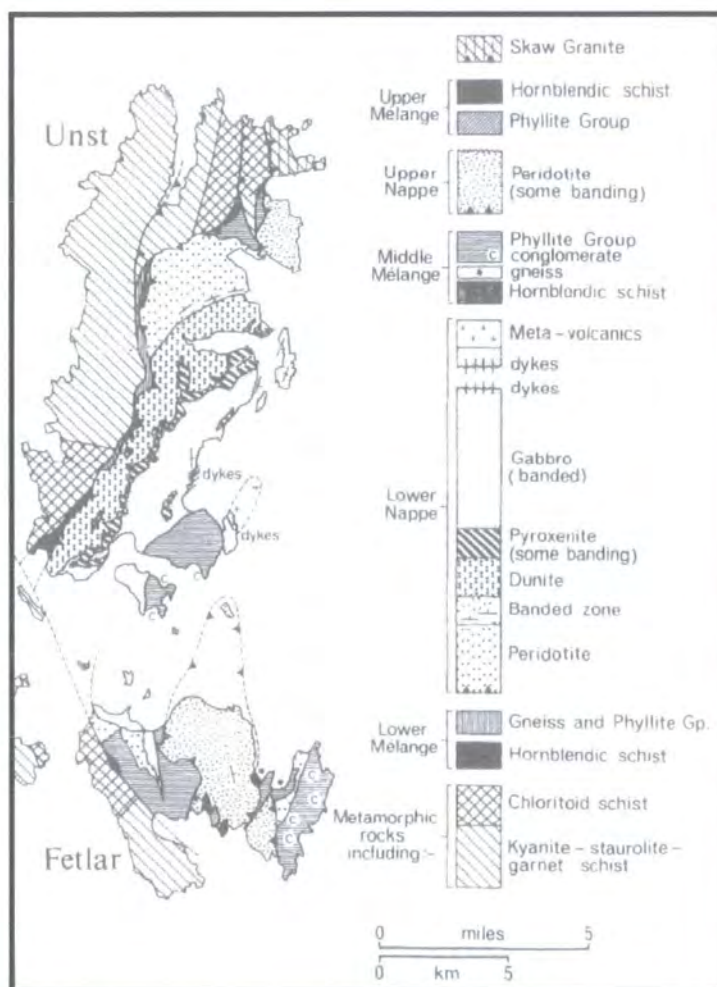 Unst
dykes
dykes
C
C
C
C
C
C
C
C
Fetlar
Skaw Granite
Upper Mélange
Hornblendic schist
Phyllite Group
Upper Nappe
Peridotite
(some banding)
Middle Mélange
Phyllite Group
C conglomerate
gneiss
Hornblendic schist
Lower Nappe
Meta-volcanics
dykes
dykes
Gabbro
(banded)
Pyroxenite
(some banding)
Dunite
Banded zone
Peridotite
Lower Mélange
Gneiss and Phyllite Gp.
Hornblendic schist
Metamorphic
rocks
including:-
Chloritoid schist
Kyanite-staurolite-
garnet schist
0 miles 5
0 km 5